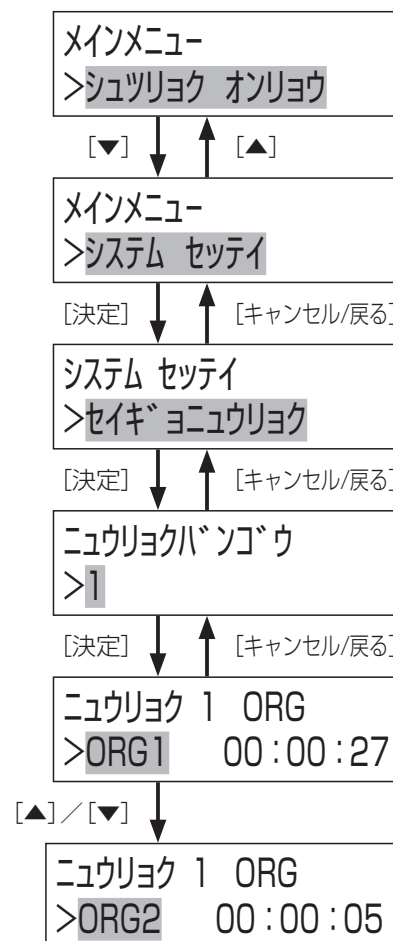 メインメニュー
>シュツリョク オンリョウ
[▼] [▲]
メインメニュー
>システム セッテイ
[決定] [キャンセル/戻る]
システム セッテイ
>セイギョニュウリョク
[決定] [キャンセル/戻る]
ニュウリョクバンゴウ
>1
[決定] [キャンセル/戻る]
ニュウリョク 1 ORG
>ORG1 00:00:27
[▲]/[▼]
ニュウリョク 1 ORG
>ORG2 00:00:05